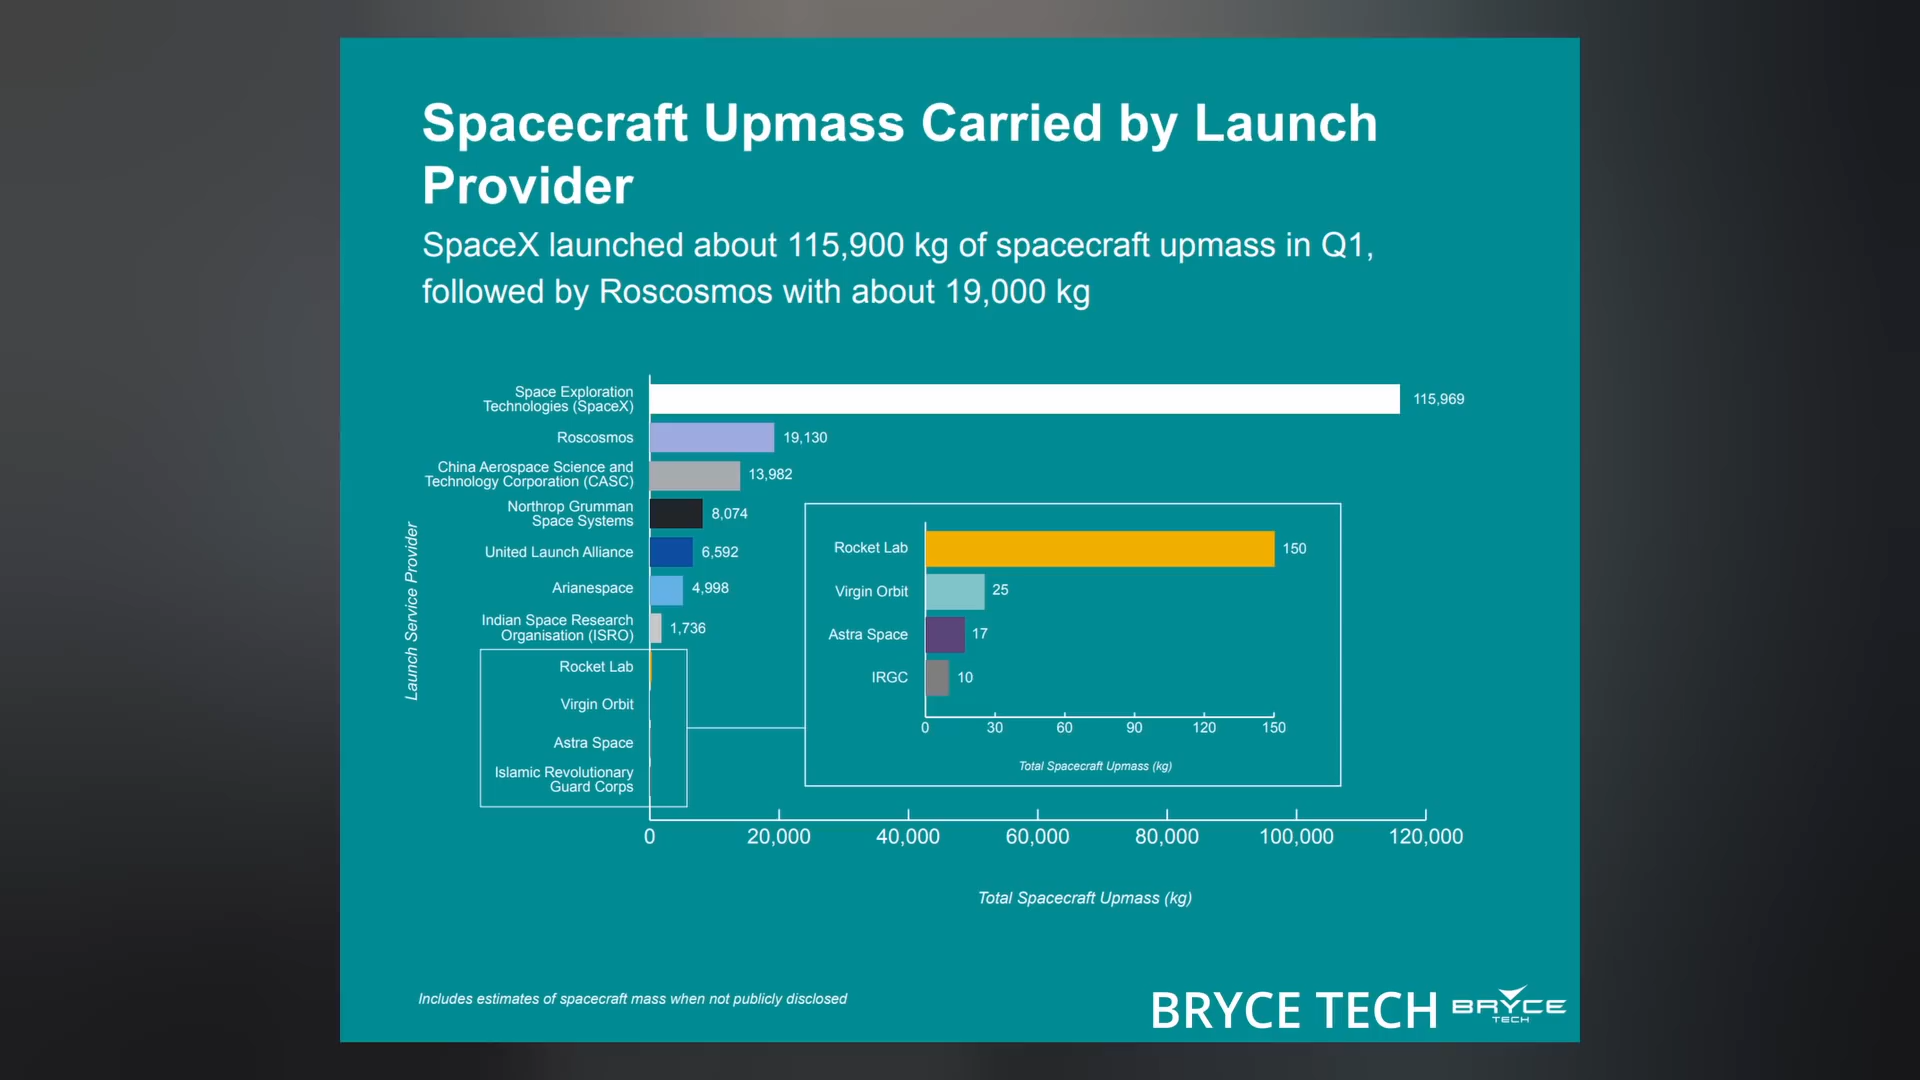 Spacecraft Upmass Carried by Launch
Provider
SpaceX launched about 115,900 kg of spacecraft upmass in Q1,
followed by Roscosmos with about 19,000 kg
Launch Service Provider
Space Exploration
Technologies (SpaceX)
115,969
Roscosmos
19,130
China Aerospace Science and
Technology Corporation (CASC)
13,982
Northrop Grumman
Space Systems
8,074
United Launch Alliance
6,592
Arianespace
4,998
Indian Space Research
Organisation (ISRO)
1,736
Rocket Lab
Virgin Orbit
Astra Space
Islamic Revolutionary
Guard Corps
Rocket Lab
150
Virgin Orbit
25
Astra Space
17
IRGC
10
0 30 60 90 120 150
Total Spacecraft Upmass (kg)
0 20,000 40,000 60,000 80,000 100,000 120,000
Total Spacecraft Upmass (kg)
Includes estimates of spacecraft mass when not publicly disclosed
BRYCE TECH
BRYCE
TECH